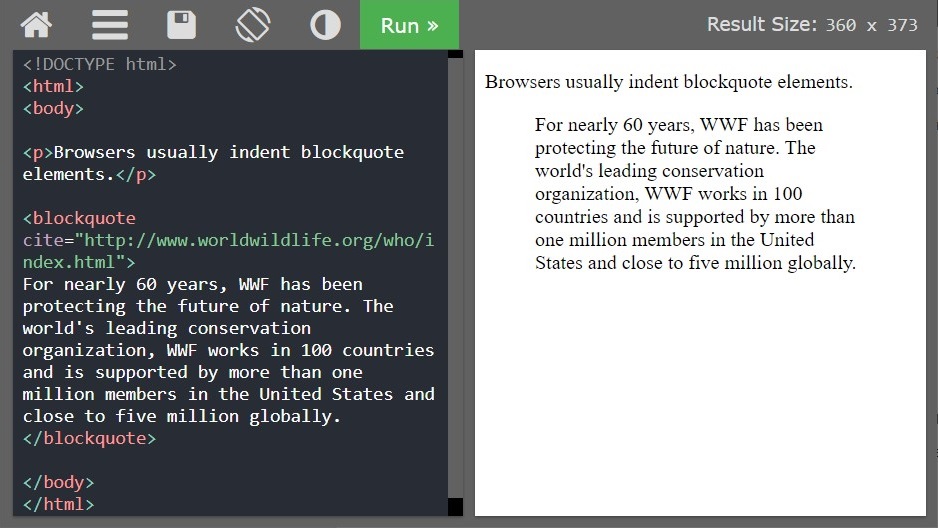 Run »
Result Size: 360 x 373
<!DOCTYPE html>
<html>
<body>
<p>Browsers usually indent blockquote
elements.</p>
<blockquote
cite="http://www.worldwildlife.org/who/i
ndex.html">
For nearly 60 years, WWF has been
protecting the future of nature. The
world's leading conservation
organization, WWF works in 100 countries
and is supported by more than one
million members in the United States and
close to five million globally.
</blockquote>
</body>
</html>
Browsers usually indent blockquote elements.
For nearly 60 years, WWF has been
protecting the future of nature. The
world's leading conservation
organization, WWF works in 100
countries and is supported by more than
one million members in the United
States and close to five million globally.